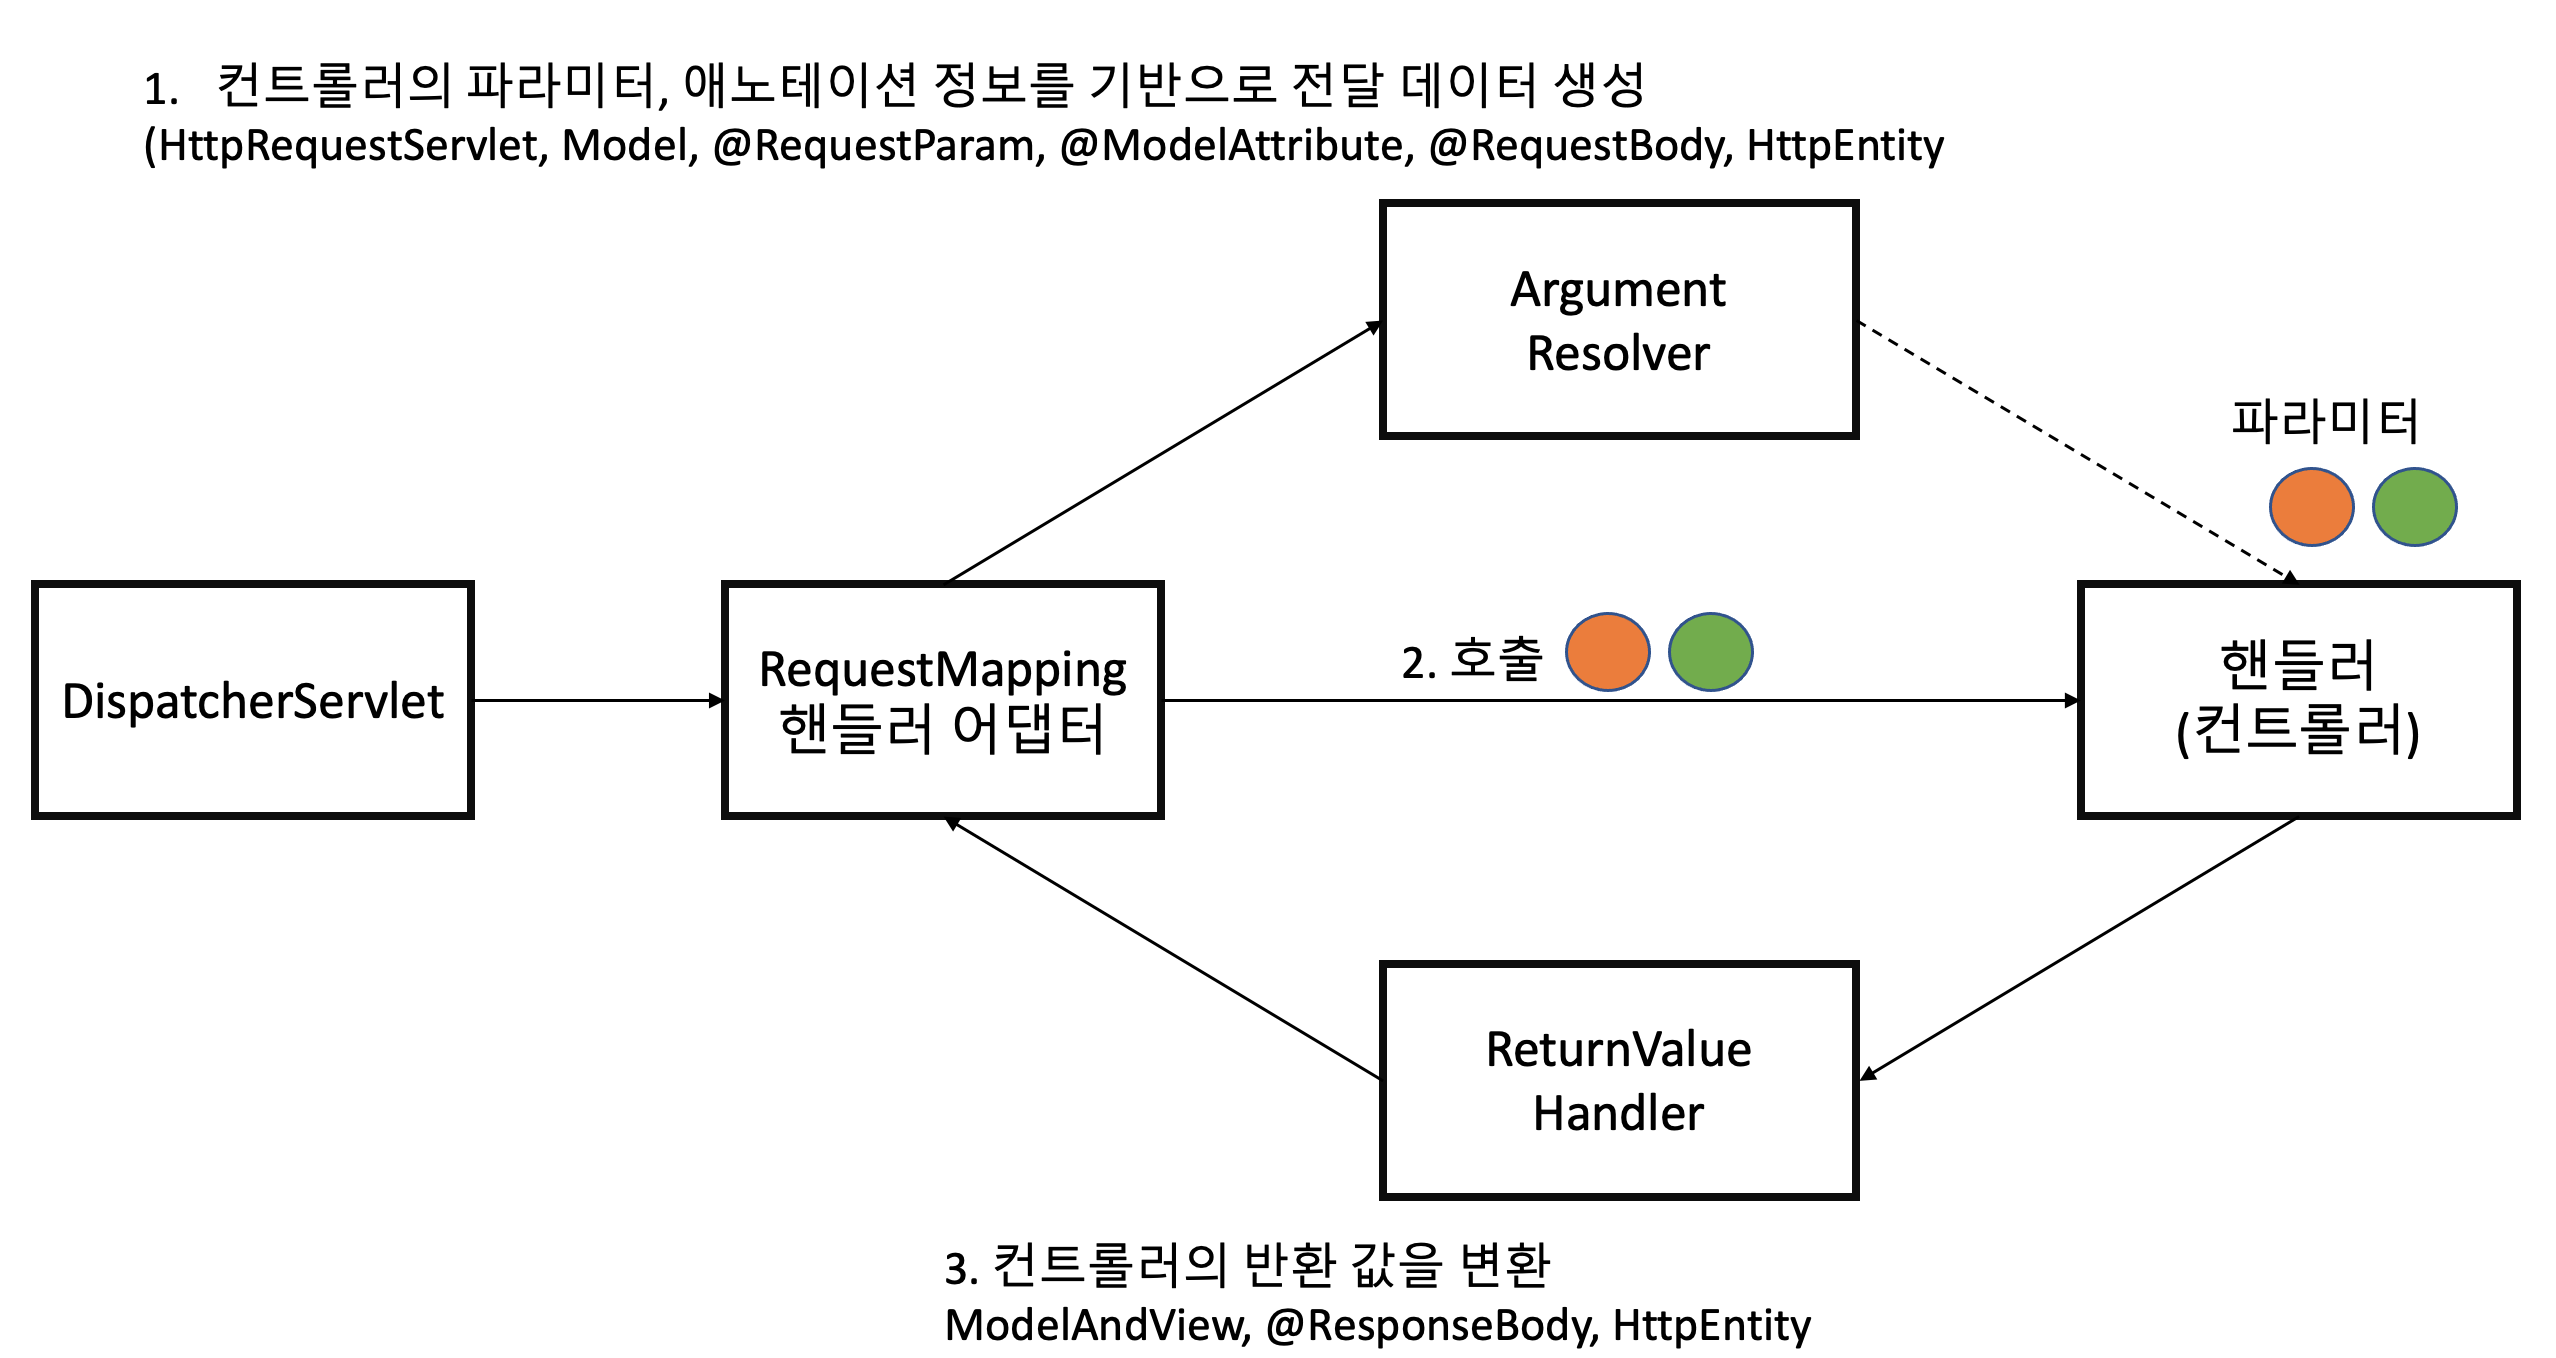 1. 컨트롤러의 파라미터, 애노테이션 정보를 기반으로 전달 데이터 생성
(HttpRequestServlet, Model, @RequestParam, @ModelAttribute, @RequestBody, HttpEntity
Argument
Resolver
파라미터
DispatcherServlet
RequestMapping
핸들러 어댑터
2. 호출
핸들러
(컨트롤러)
ReturnValue
Handler
3. 컨트롤러의 반환 값을 변환
ModelAndView, @ResponseBody, HttpEntity